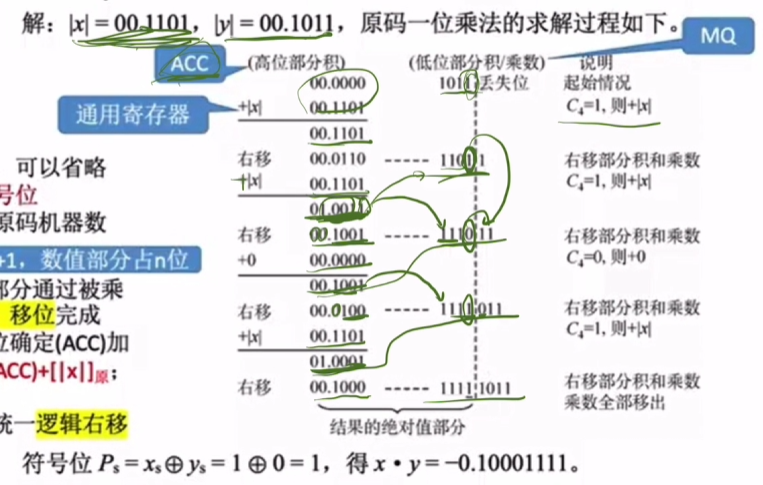 解：|x| = 00.1101，|y| = 00.1011，原码一位乘法的求解过程如下。
MQ
ACC
(高位部分积) (低位部分积/乘数) 说明
00.0000 1011 丢失位 起始情况
通用寄存器
+|x| 00.1101 C₄=1, 则+|x|
00.1101
可以省略
右移 00.0110 1101 1 右移部分积和乘数
+|x| 00.1101 C₄=1, 则+|x|
号位
01.0011
原码机器数
右移 00.1001 1110 11 右移部分积和乘数
+1，数值部分占n位
+0 00.0000 C₄=0, 则+0
00.1001
部分通过被乘
移位完成
右移 00.0100 1111 011 右移部分积和乘数
位确定(ACC)加
+|x| 00.1101 C₄=1, 则+|x|
01.0001
ACC)+[|x|]原；
右移 00.1000 1111 1011 右移部分积和乘数
乘数全部移出
统一逻辑右移
结果的绝对值部分
符号位 Pₛ = xₛ⊕yₛ = 1⊕0 = 1，得 x·y = −0.10001111。